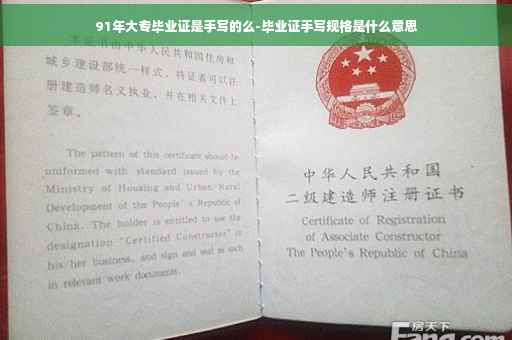 91年大专毕业证是手写的么-毕业证手写规格是什么意思
本证书由中华人民共和国住房和
城乡建设部统一样式，持证者可以注
册建造师名义执业，并在相关文件上
签章。
The pattern of this certificate should be
uniformed with standard issued by the
Ministry of Housing and Urban Rural
Development of the People's Republic of
China. The holder is entitled to use the
designation "Certified Constructor" in
his/her business, and sign and seal as such
in relevant work documents.
中华人民共和国
二级建造师注册证书
Certificate of Registration
of Associate Constructor
The People's Republic of China
房天下
Fang.com